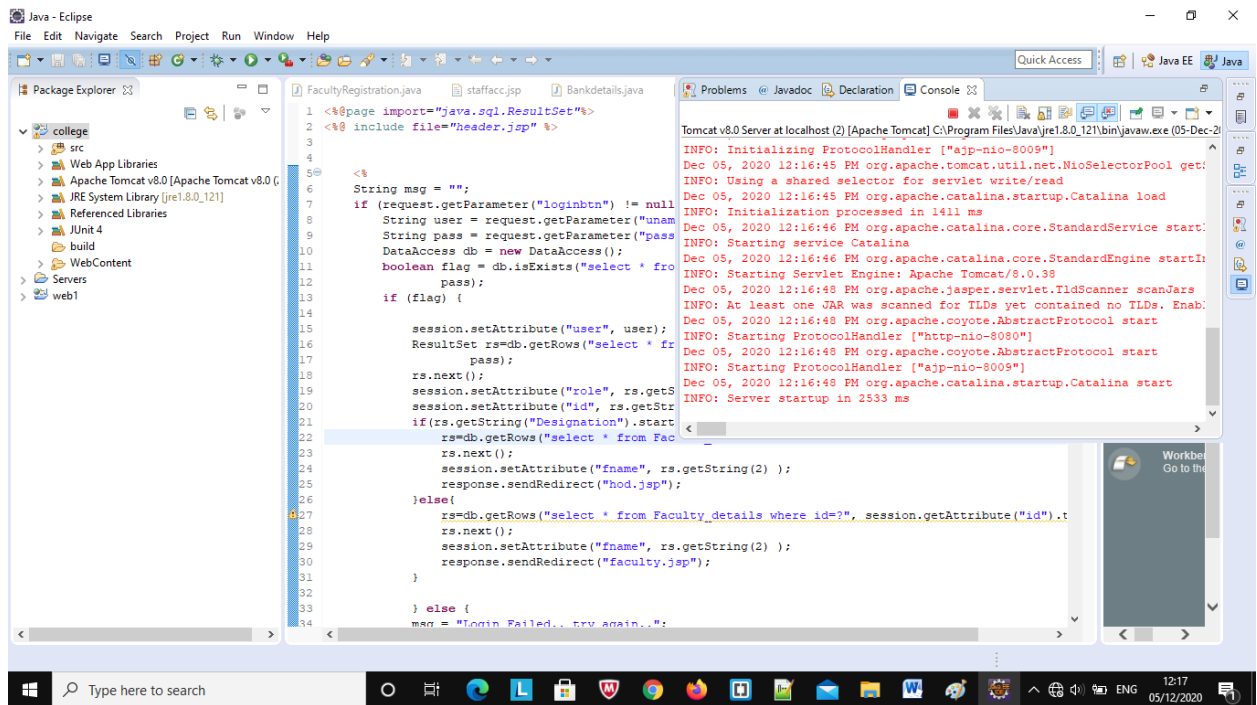 Java - Eclipse
File Edit Navigate Search Project Run Window Help
Quick Access Java EE Java
Package Explorer
college
src
Web App Libraries
Apache Tomcat v8.0 [Apache Tomcat v8.0 (
JRE System Library [jre1.8.0_121]
Referenced Libraries
JUnit 4
build
WebContent
Servers
web1
FacultyRegistration.java staffacc.jsp Bankdetails.java
1 <%@page import="java.sql.ResultSet"%>
2 <%@ include file="header.jsp" %>
3
4
5 <%
6 String msg = "";
7 if (request.getParameter("loginbtn") != null
8 String user = request.getParameter("unam
9 String pass = request.getParameter("pass
10 DataAccess db = new DataAccess();
11 boolean flag = db.isExists("select * fro
12 pass);
13 if (flag) {
14
15 session.setAttribute("user", user);
16 ResultSet rs=db.getRows("select * fr
17 pass);
18 rs.next();
19 session.setAttribute("role", rs.getS
20 session.setAttribute("id", rs.getStr
21 if(rs.getString("Designation").start
22 rs=db.getRows("select * from Fac
23 rs.next();
24 session.setAttribute("fname", rs.getString(2) );
25 response.sendRedirect("hod.jsp");
26 }else{
27 rs=db.getRows("select * from Faculty_details where id=?", session.getAttribute("id").t
28 rs.next();
29 session.setAttribute("fname", rs.getString(2) );
30 response.sendRedirect("faculty.jsp");
31 }
32
33 } else {
34 msg = "Login Failed.. try again..";
Problems Javadoc Declaration Console
Tomcat v8.0 Server at localhost (2) [Apache Tomcat] C:\Program Files\Java\jre1.8.0_121\bin\javaw.exe (05-Dec-2
INFO: Initializing ProtocolHandler ["ajp-nio-8009"]
Dec 05, 2020 12:16:45 PM org.apache.tomcat.util.net.NioSelectorPool getS
INFO: Using a shared selector for servlet write/read
Dec 05, 2020 12:16:45 PM org.apache.catalina.startup.Catalina load
INFO: Initialization processed in 1411 ms
Dec 05, 2020 12:16:46 PM org.apache.catalina.core.StandardService start
INFO: Starting service Catalina
Dec 05, 2020 12:16:46 PM org.apache.catalina.core.StandardEngine startIn
INFO: Starting Servlet Engine: Apache Tomcat/8.0.38
Dec 05, 2020 12:16:48 PM org.apache.jasper.servlet.TldScanner scanJars
INFO: At least one JAR was scanned for TLDs yet contained no TLDs. Enabl
Dec 05, 2020 12:16:48 PM org.apache.coyote.AbstractProtocol start
INFO: Starting ProtocolHandler ["http-nio-8080"]
Dec 05, 2020 12:16:48 PM org.apache.coyote.AbstractProtocol start
INFO: Starting ProtocolHandler ["ajp-nio-8009"]
Dec 05, 2020 12:16:48 PM org.apache.catalina.startup.Catalina start
INFO: Server startup in 2533 ms
Workber
Go to the
Type here to search
ENG
12:17
05/12/2020